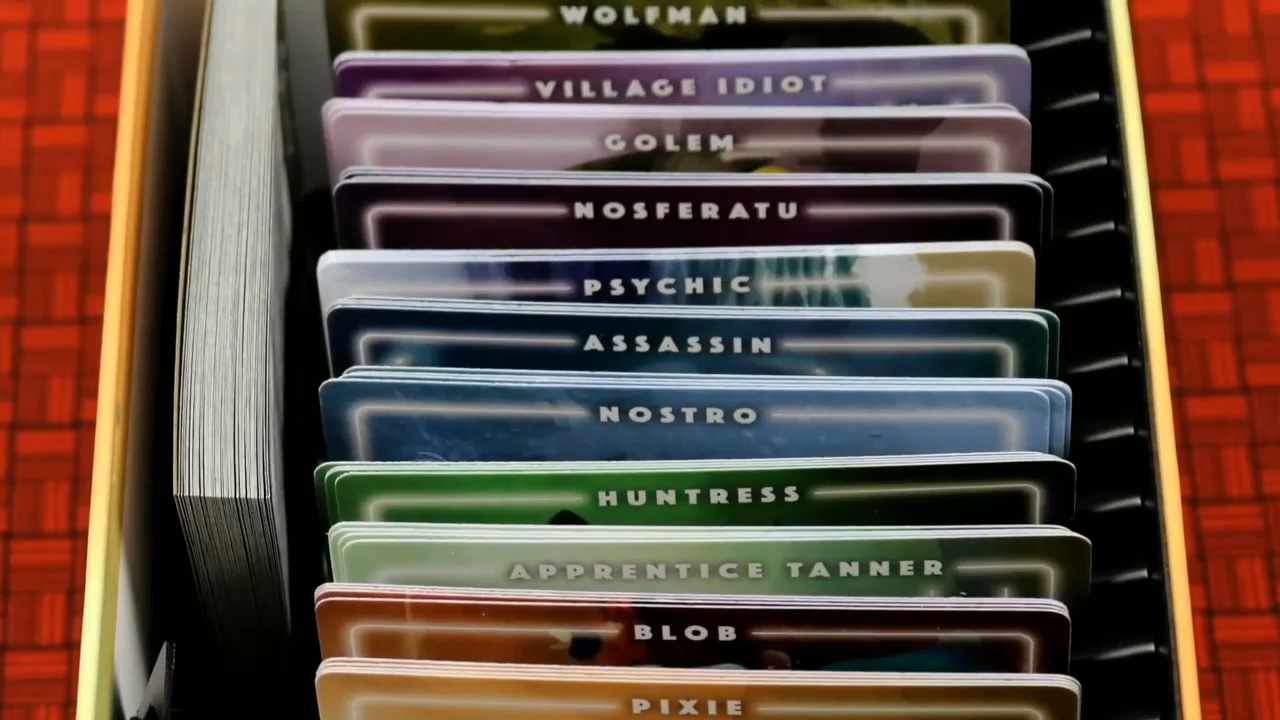 WOLFMAN
VILLAGE IDIOT
GOLEM
NOSFERATU
PSYCHIC
ASSASSIN
NOSTRO
HUNTRESS
APPRENTICE TANNER
BLOB
PIXIE